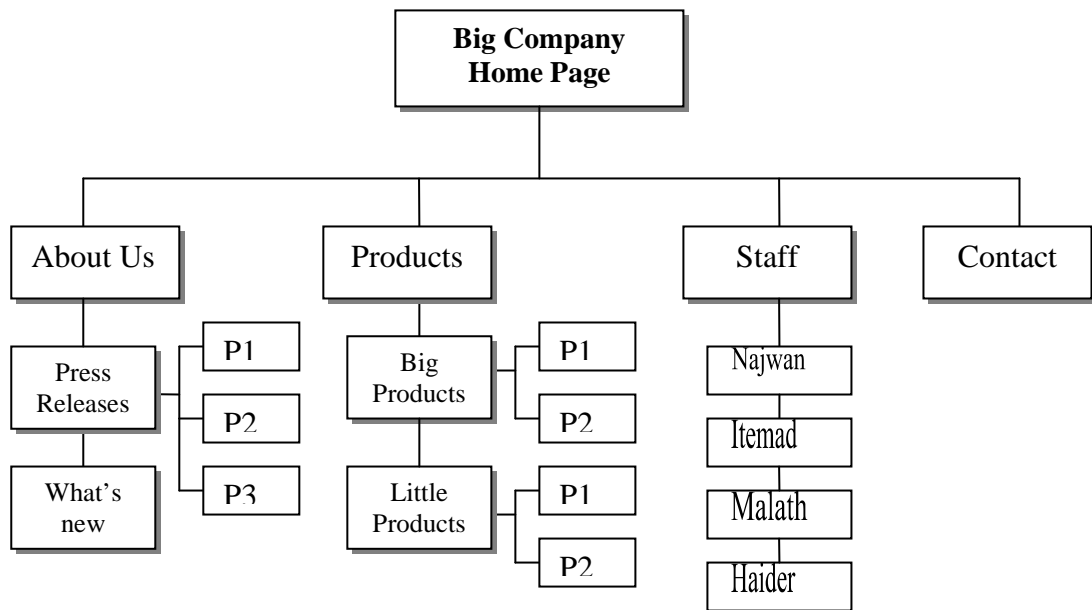 Big Company
Home Page
About Us
Products
Staff
Contact
Press
Releases
P1
P2
P3
What's
new
Big
Products
P1
P2
Little
Products
P1
P2
Najwan
Itemad
Malath
Haider